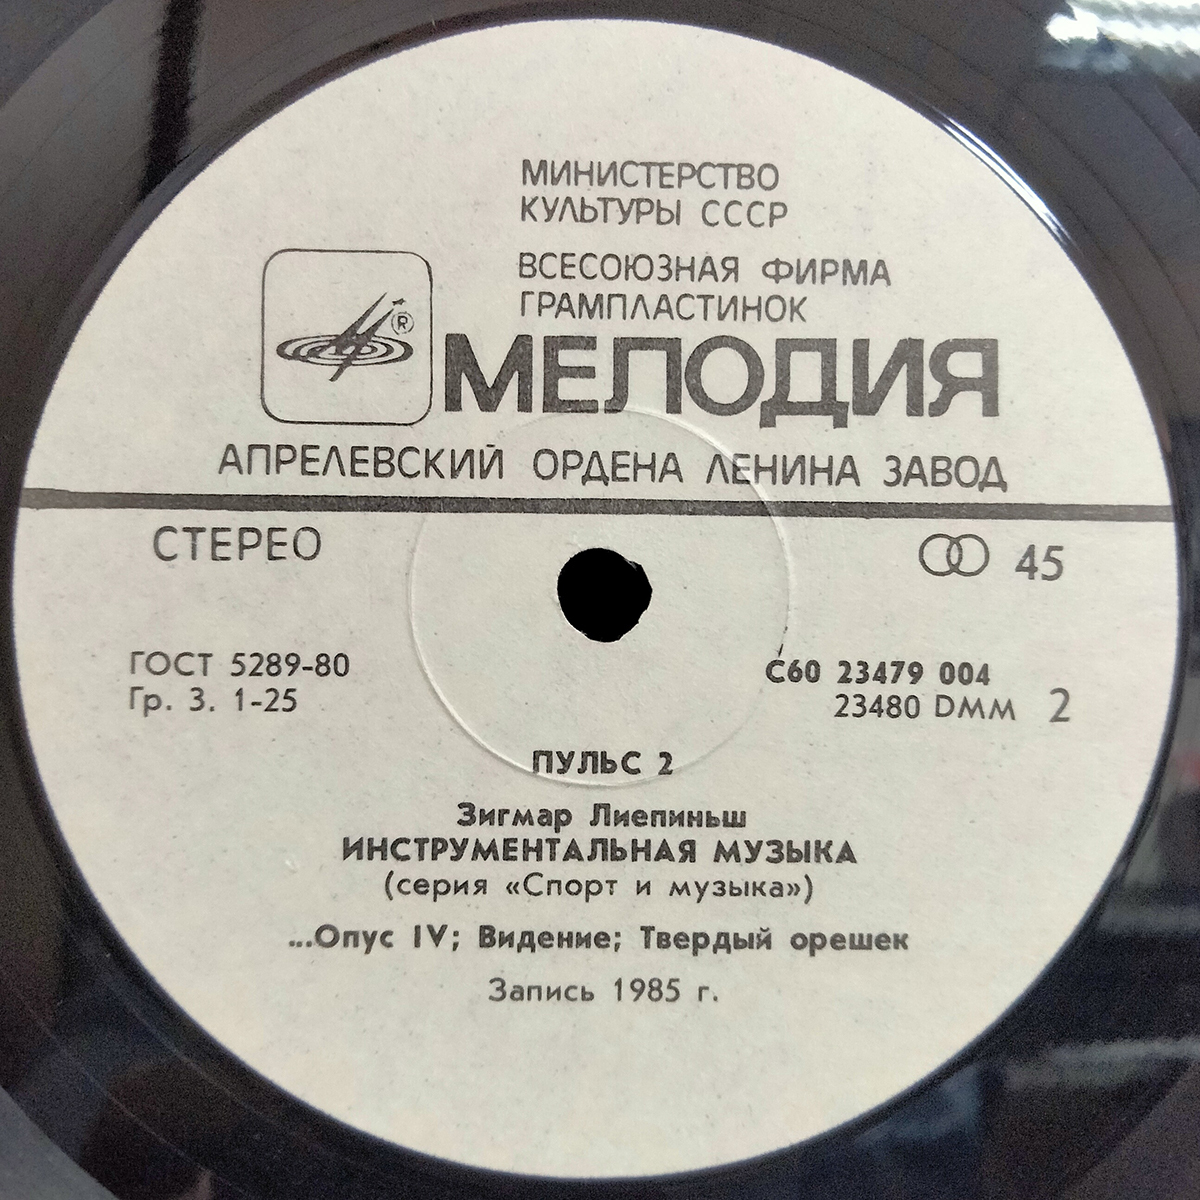 МИНИСТЕРСТВО
КУЛЬТУРЫ СССР
ВСЕСОЮЗНАЯ ФИРМА
ГРАМПЛАСТИНОК
®
МЕЛОДИЯ
АПРЕЛЕВСКИЙ ОРДЕНА ЛЕНИНА ЗАВОД
СТЕРЕО
45
ГОСТ 5289-80
Гр. 3. 1-25
С60 23479 004
23480 DMM 2
ПУЛЬС 2
Зигмар Лиепиньш
ИНСТРУМЕНТАЛЬНАЯ МУЗЫКА
(серия «Спорт и музыка»)
...Опус IV; Видение; Твердый орешек
Запись 1985 г.